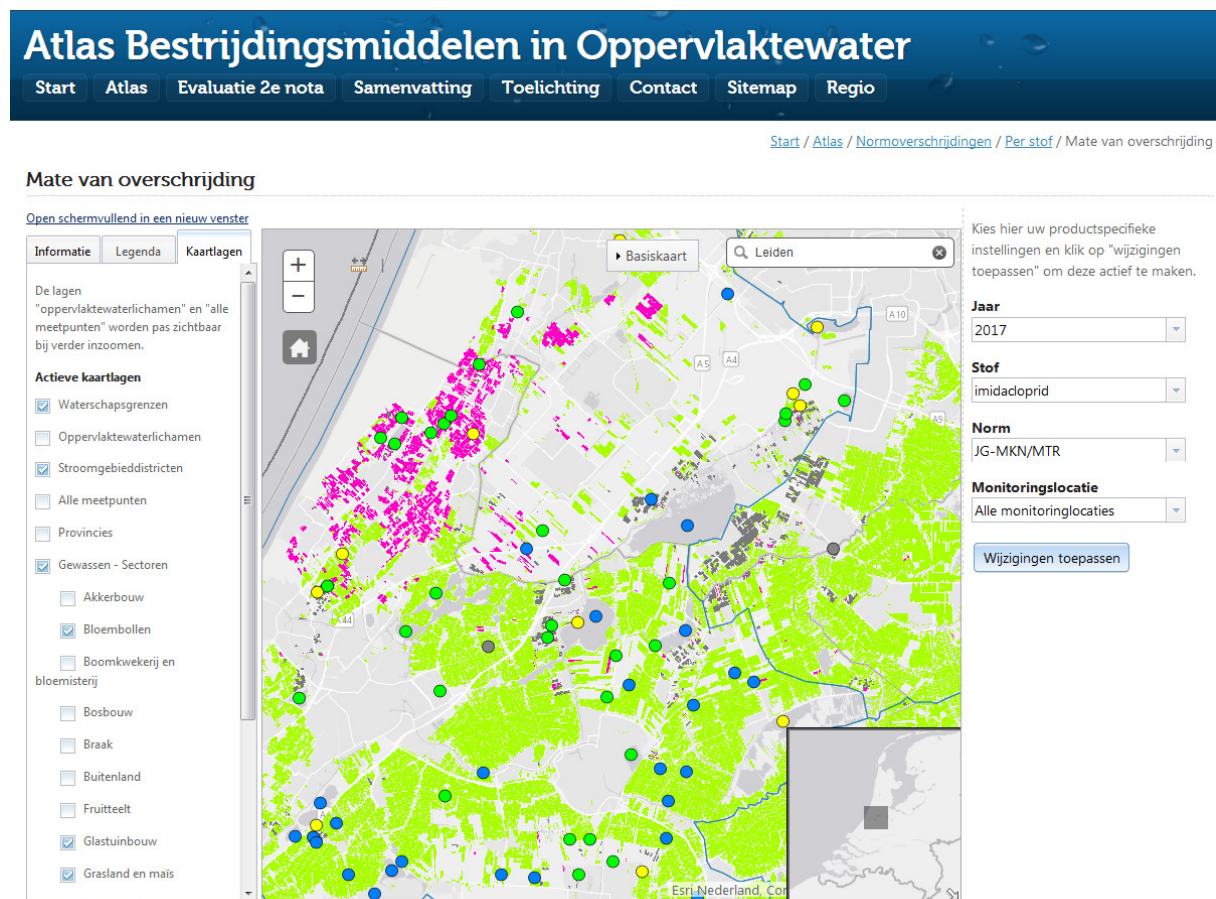 Atlas Bestrijdingsmiddelen in Oppervlaktewater
Start Atlas Evaluatie 2e nota Samenvatting Toelichting Contact Sitemap Regio
Start / Atlas / Normoverschrijdingen / Per stof / Mate van overschrijding
Mate van overschrijding
Open schermvullend in een nieuw venster
Informatie Legenda Kaartlagen
De lagen
"oppervlaktewaterlichamen" en "alle
meetpunten" worden pas zichtbaar
bij verder inzoomen.
Actieve kaartlagen
Waterschapsgrenzen
Oppervlaktewaterlichamen
Stroomgebieddistricten
Alle meetpunten
Provincies
Gewassen - Sectoren
Akkerbouw
Bloembollen
Boomkwekerij en
bloemisterij
Bosbouw
Braak
Buitenland
Fruitteelt
Glastuinbouw
Grasland en maïs
+
−
Basiskaart
Leiden
A10
A5
A4
A9
A44
Esri Nederland, Con
Kies hier uw productspecifieke
instellingen en klik op "wijzigingen
toepassen" om deze actief te maken.
Jaar
2017
Stof
imidacloprid
Norm
JG-MKN/MTR
Monitoringslocatie
Alle monitoringlocaties
Wijzigingen toepassen